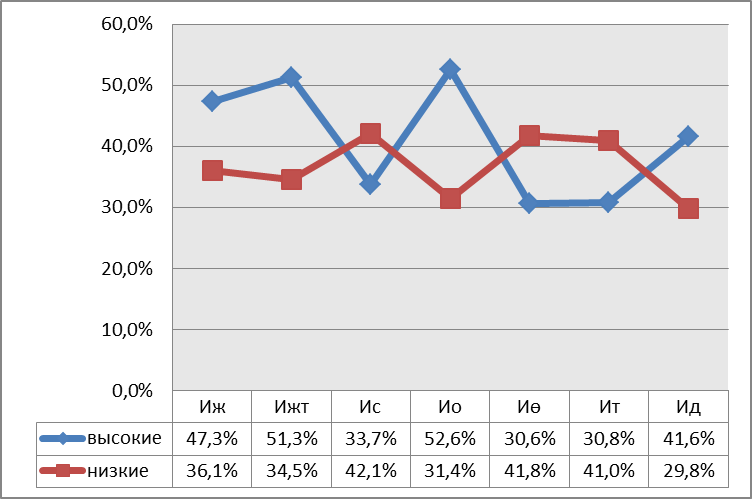 60,0%
50,0%
40,0%
30,0%
20,0%
10,0%
0,0%
Иж Ижт Ис Ио Иө Ит Ид
высокие 47,3% 51,3% 33,7% 52,6% 30,6% 30,8% 41,6%
низкие 36,1% 34,5% 42,1% 31,4% 41,8% 41,0% 29,8%